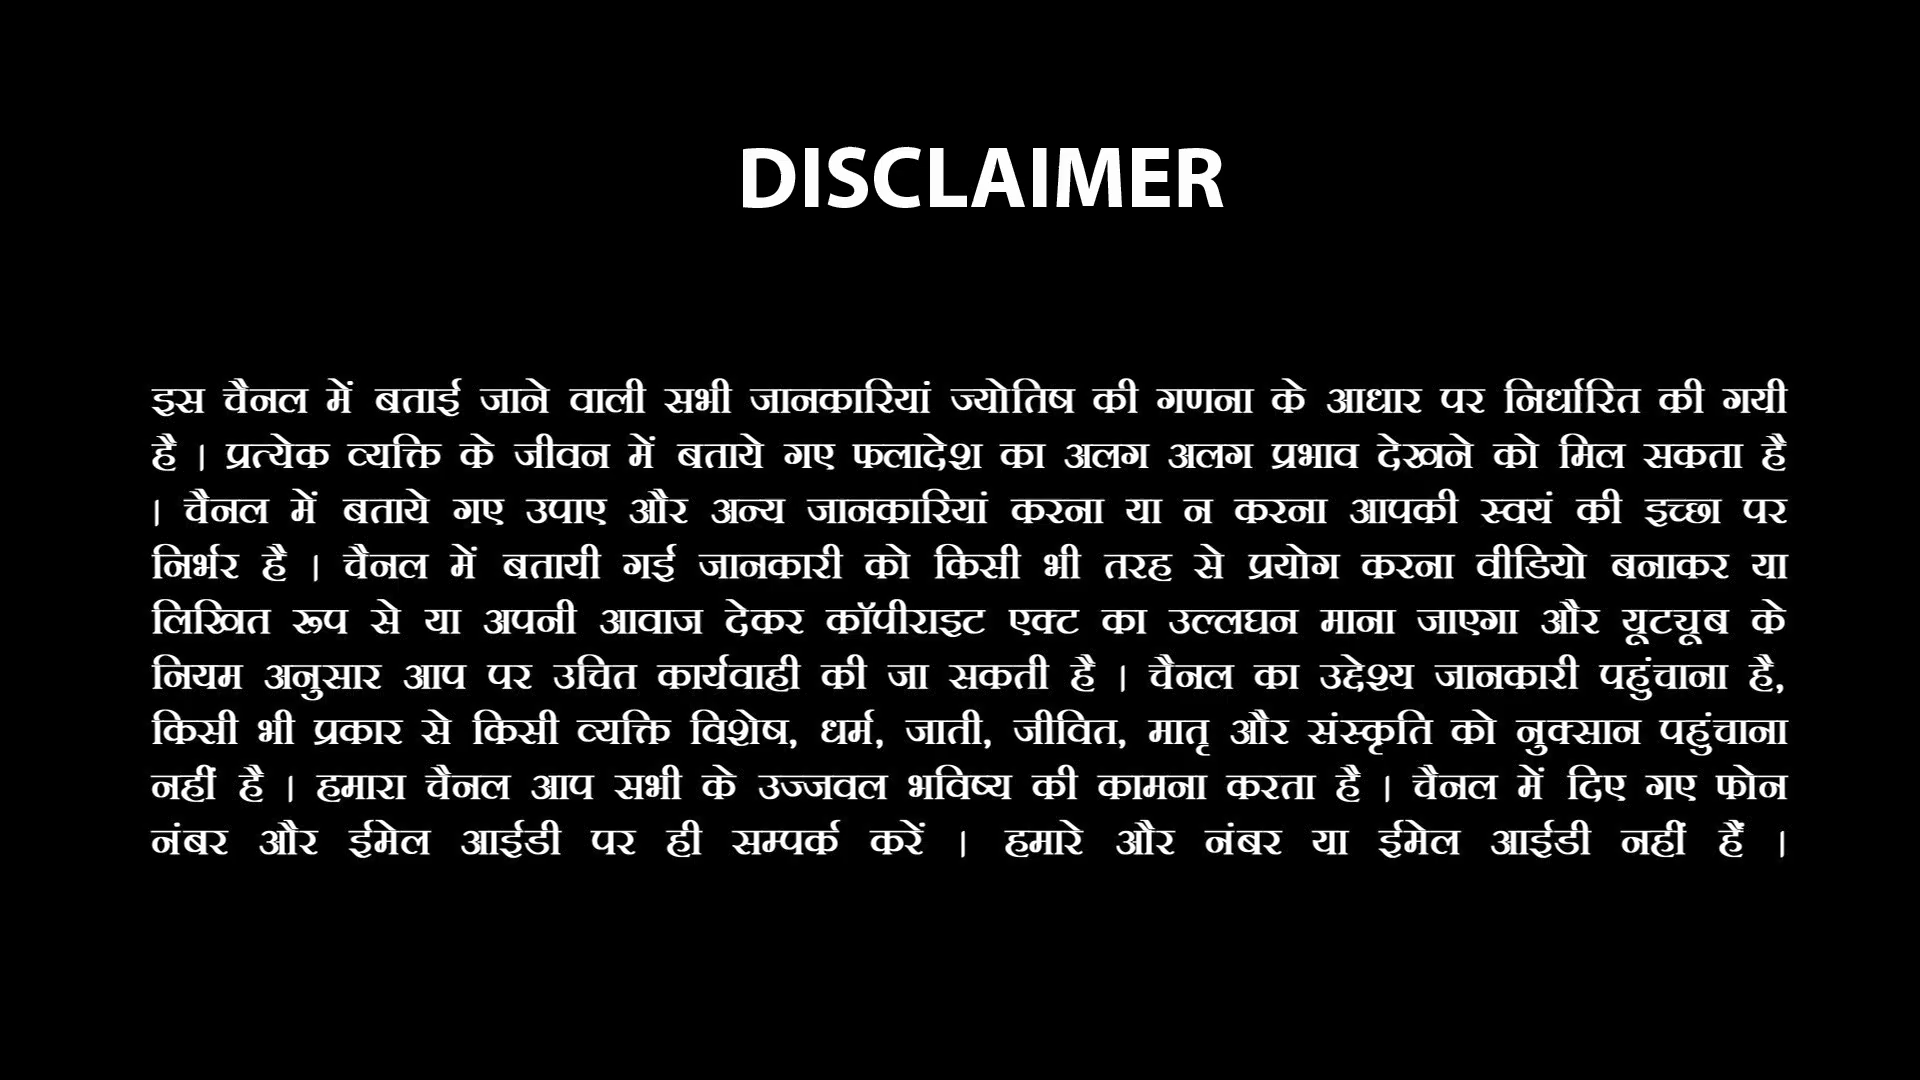 DISCLAIMER
इस चैनल में बताई जाने वाली सभी जानकारियां ज्योतिष की गणना के आधार पर निर्धारित की गयी
है । प्रत्येक व्यक्ति के जीवन में बताये गए फलादेश का अलग अलग प्रभाव देखने को मिल सकता है
। चैनल में बताये गए उपाए और अन्य जानकारियां करना या न करना आपकी स्वयं की इच्छा पर
निर्भर है । चैनल में बतायी गई जानकारी को किसी भी तरह से प्रयोग करना वीडियो बनाकर या
लिखित रूप से या अपनी आवाज देकर कॉपीराइट एक्ट का उल्लघन माना जाएगा और यूट्यूब के
नियम अनुसार आप पर उचित कार्यवाही की जा सकती है । चैनल का उद्देश्य जानकारी पहुंचाना है,
किसी भी प्रकार से किसी व्यक्ति विशेष, धर्म, जाती, जीवित, मातृ और संस्कृति को नुक्सान पहुंचाना
नहीं है । हमारा चैनल आप सभी के उज्जवल भविष्य की कामना करता है । चैनल में दिए गए फोन
नंबर और ईमेल आईडी पर ही सम्पर्क करें । हमारे और नंबर या ईमेल आईडी नहीं हैं ।